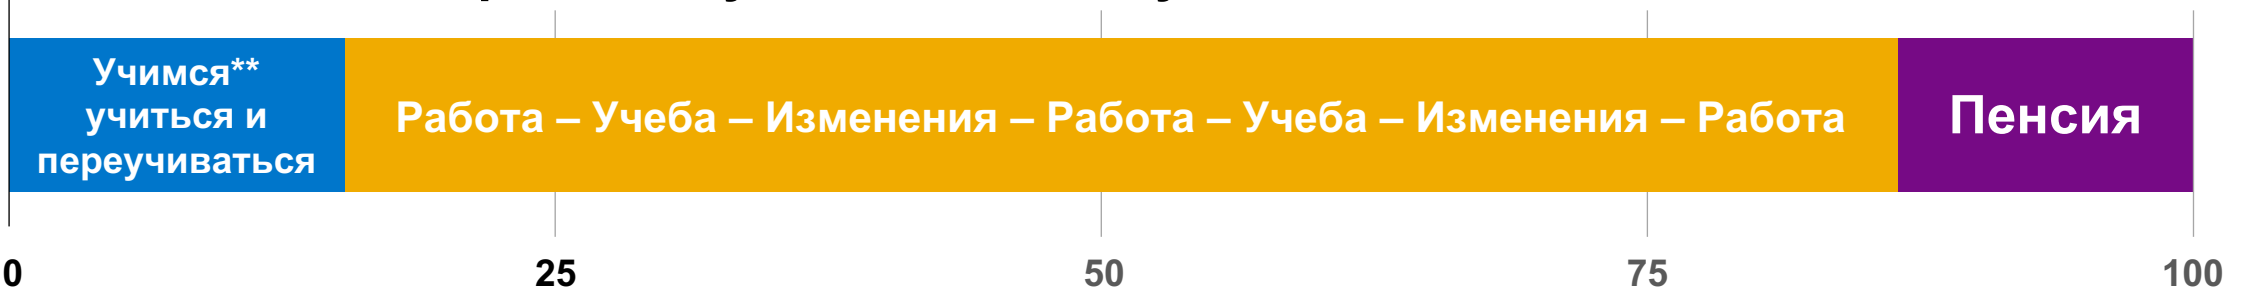 Учимся**
учиться и
переучиваться
Работа – Учеба – Изменения – Работа – Учеба – Изменения – Работа
Пенсия
0 25 50 75 100